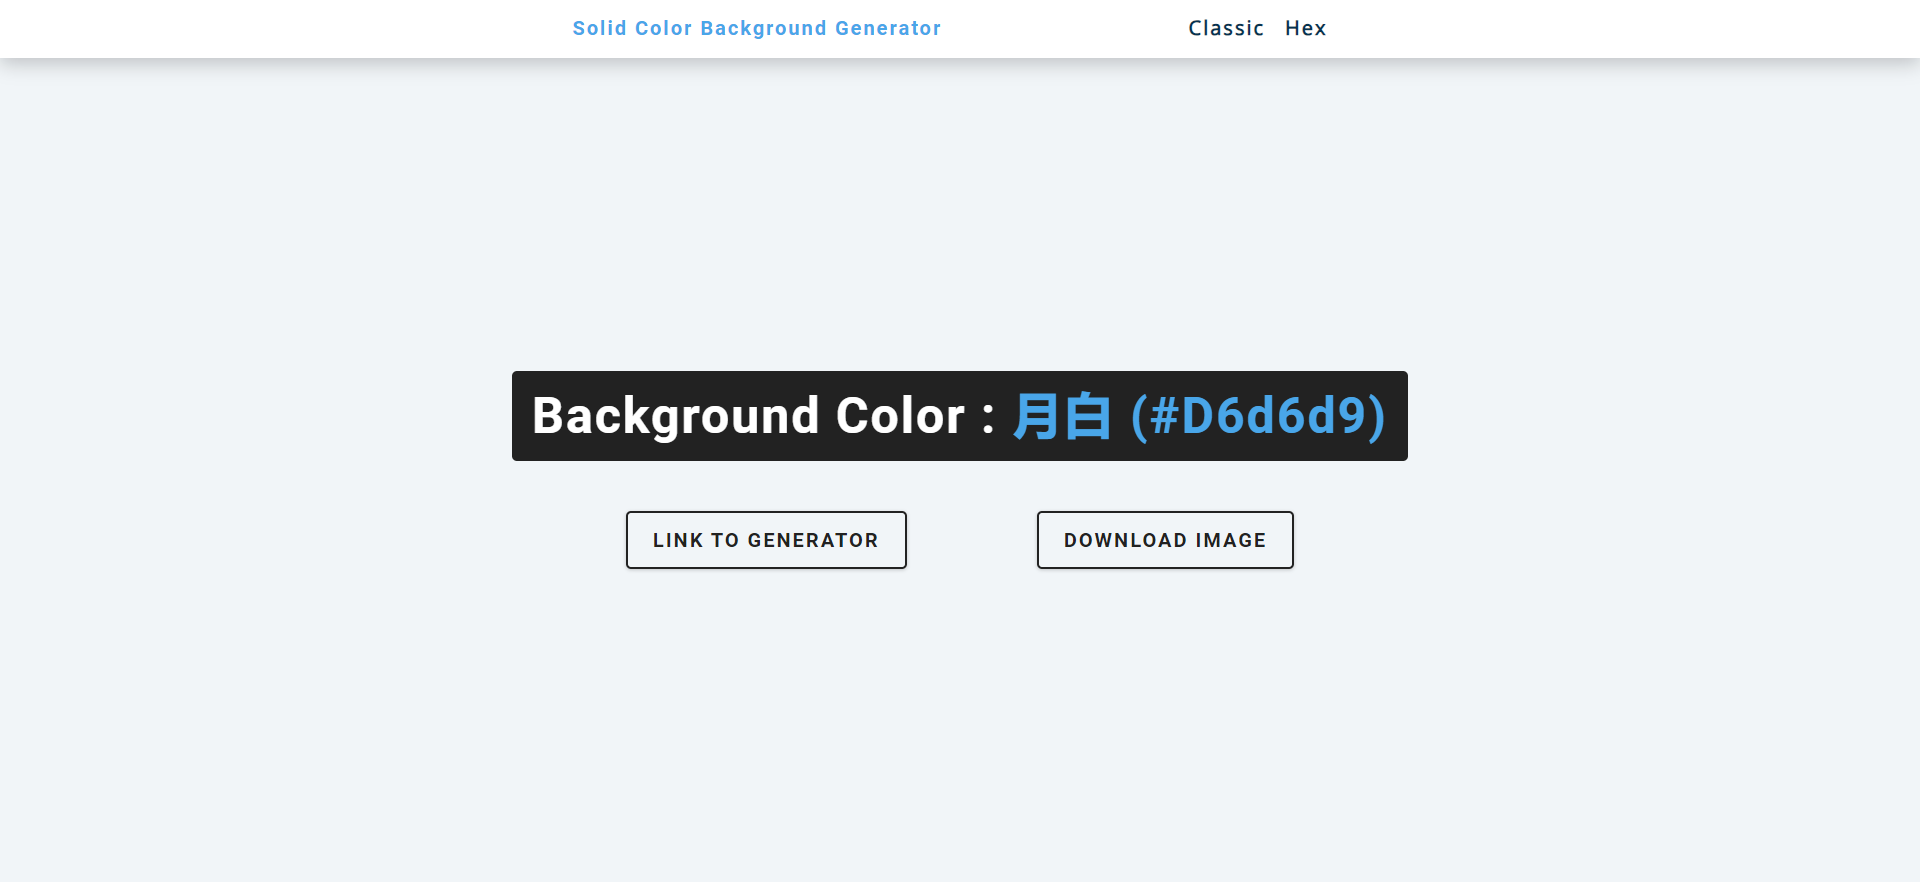 Solid Color Background Generator
Classic Hex
Background Color : 月白 (#D6d6d9)
LINK TO GENERATOR
DOWNLOAD IMAGE